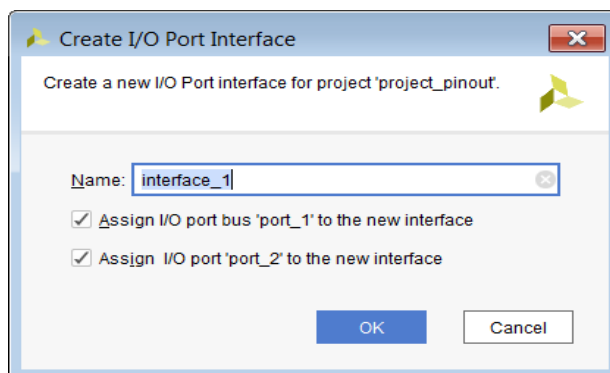 Create I/O Port Interface
Create a new I/O Port interface for project 'project_pinout'.
Name: interface_1
Assign I/O port bus 'port_1' to the new interface
Assign I/O port 'port_2' to the new interface
OK Cancel